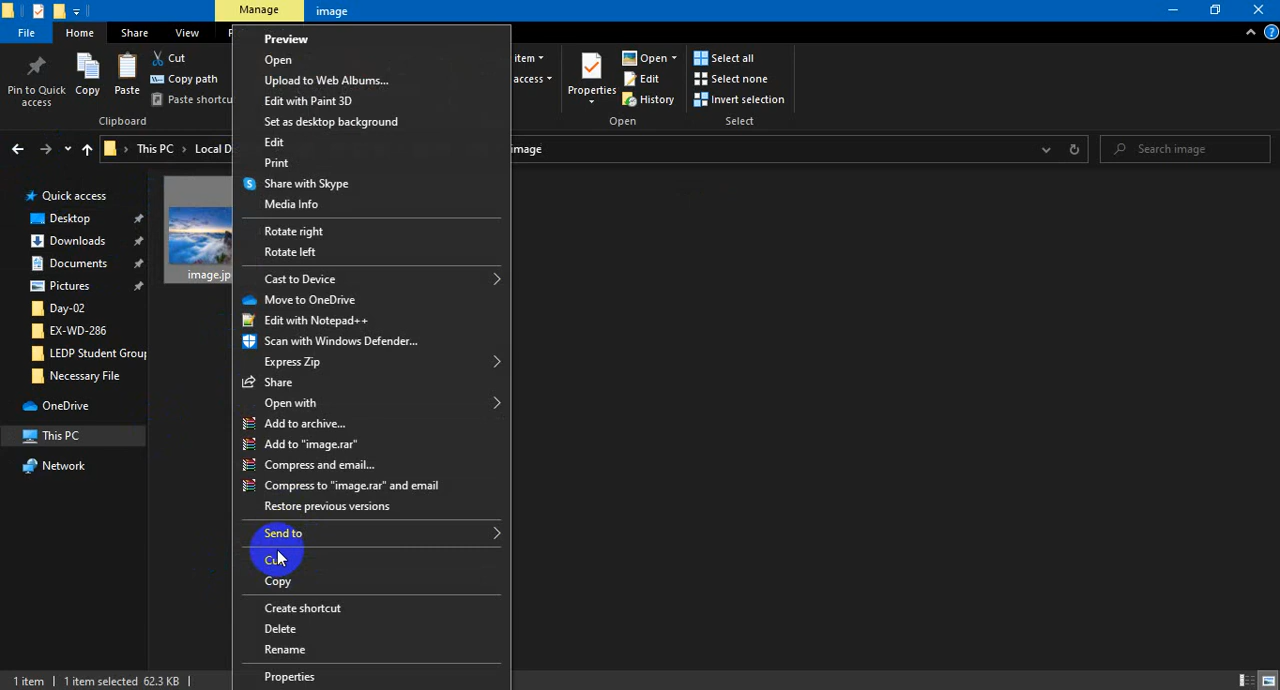 Manage
image
File
Home
Share
View
Pin to Quick access
Copy
Paste
Cut
Copy path
Paste shortcu
Clipboard
item
access
Properties
Open
Edit
History
Open
Select all
Select none
Invert selection
Select
This PC
Local D
image
Search image
Quick access
Desktop
Downloads
Documents
Pictures
Day-02
EX-WD-286
LEDP Student Group
Necessary File
OneDrive
This PC
Network
image.jp
Preview
Open
Upload to Web Albums...
Edit with Paint 3D
Set as desktop background
Edit
Print
Share with Skype
Media Info
Rotate right
Rotate left
Cast to Device
Move to OneDrive
Edit with Notepad++
Scan with Windows Defender...
Express Zip
Share
Open with
Add to archive...
Add to "image.rar"
Compress and email...
Compress to "image.rar" and email
Restore previous versions
Send to
Cut
Copy
Create shortcut
Delete
Rename
Properties
1 item
1 item selected 62.3 KB